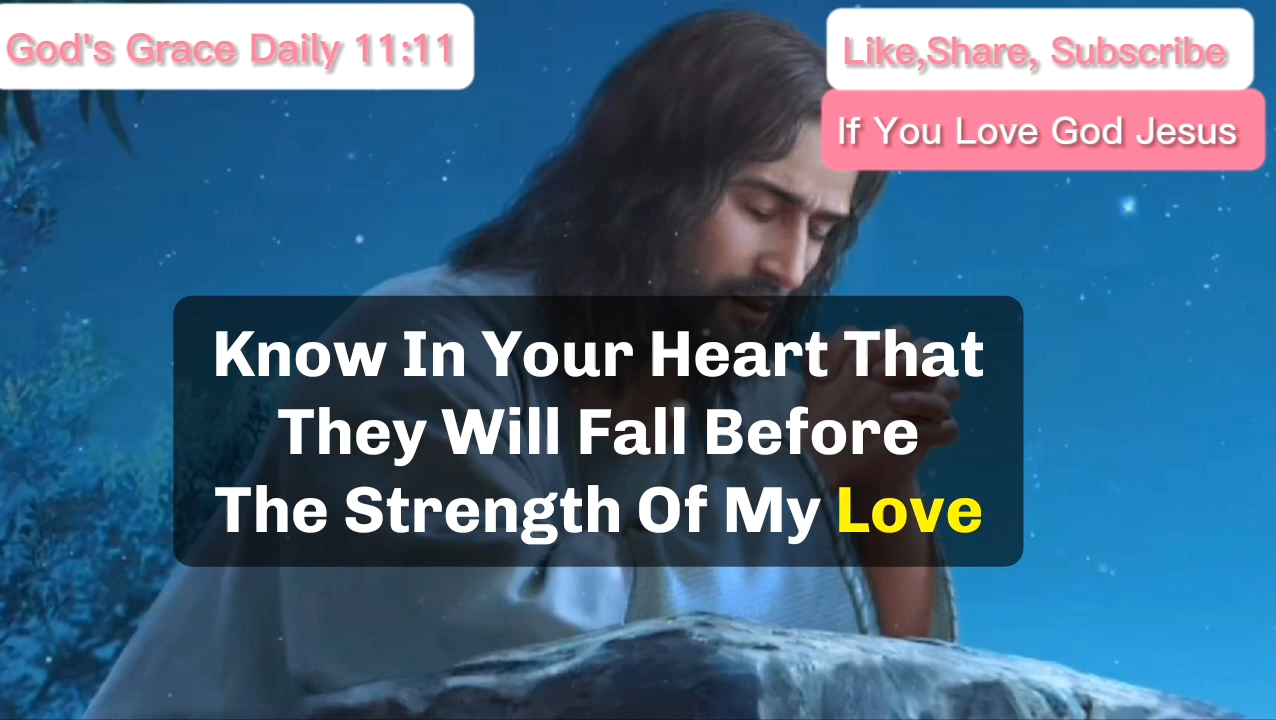 God's Grace Daily 11:11
Like,Share, Subscribe
If You Love God Jesus
Know In Your Heart That
They Will Fall Before
The Strength Of My Love